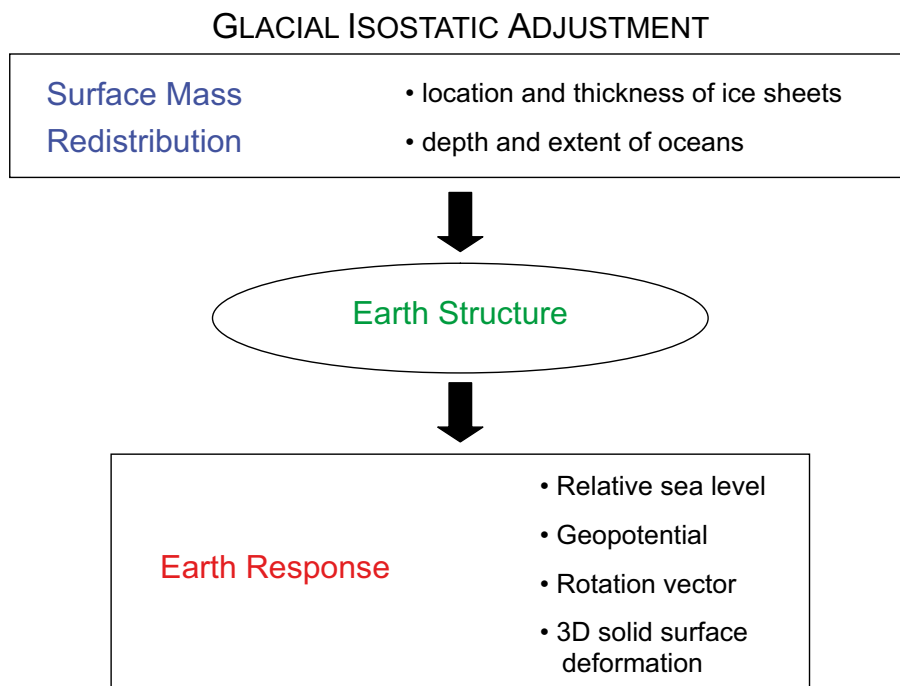 GLACIAL ISOSTATIC ADJUSTMENT
Surface Mass
Redistribution
• location and thickness of ice sheets
• depth and extent of oceans
Earth Structure
Earth Response
• Relative sea level
• Geopotential
• Rotation vector
• 3D solid surface
deformation